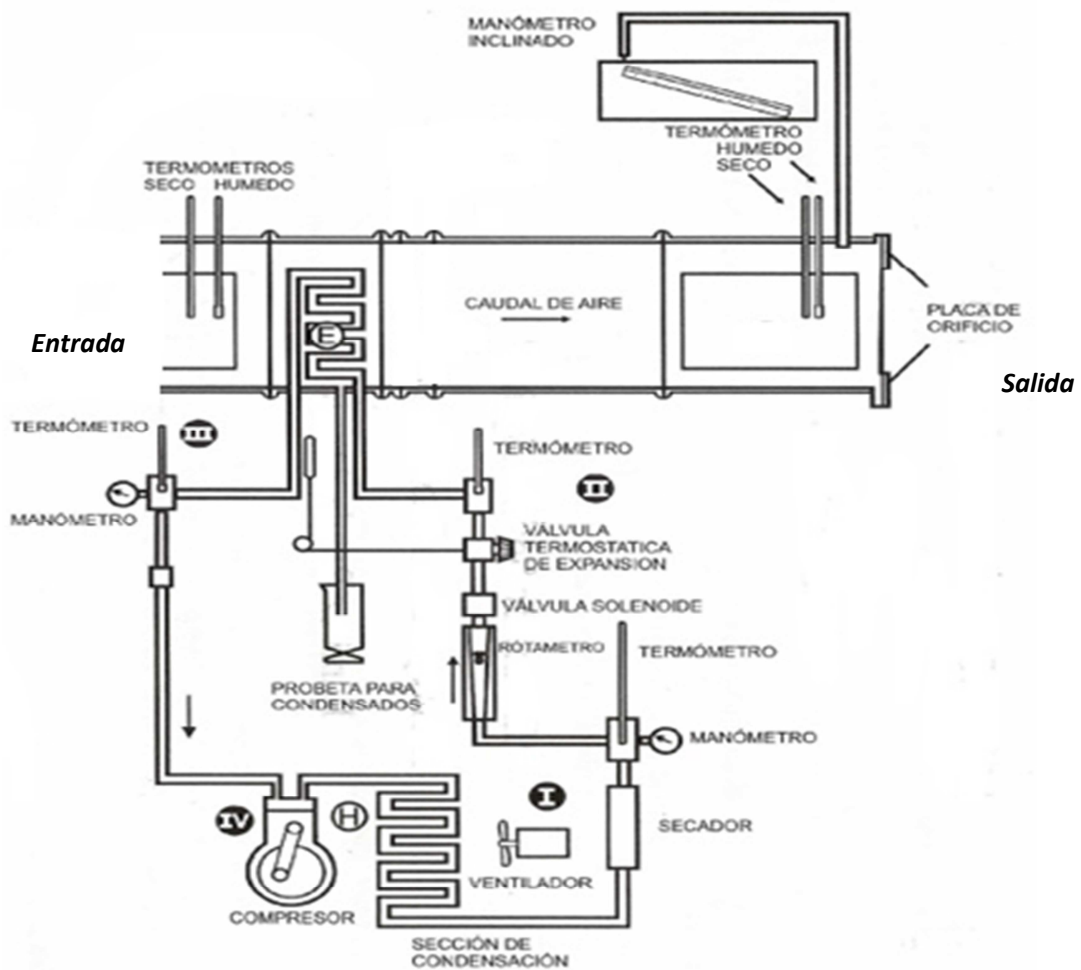 MANÓMETRO
INCLINADO
TERMÓMETRO
HUMEDO
SECO
TERMOMETROS
SECO HUMEDO
E
CAUDAL DE AIRE
PLACA DE
ORIFICIO
Entrada
Salida
TERMÓMETRO
III
TERMÓMETRO
II
MANÓMETRO
VÁLVULA
TERMOSTATICA
DE EXPANSION
VÁLVULA SOLENOIDE
RÓTAMETRO
TERMÓMETRO
PROBETA PARA
CONDENSADOS
MANÓMETRO
I
IV
H
SECADOR
VENTILADOR
COMPRESOR
SECCIÓN DE
CONDENSACIÓN